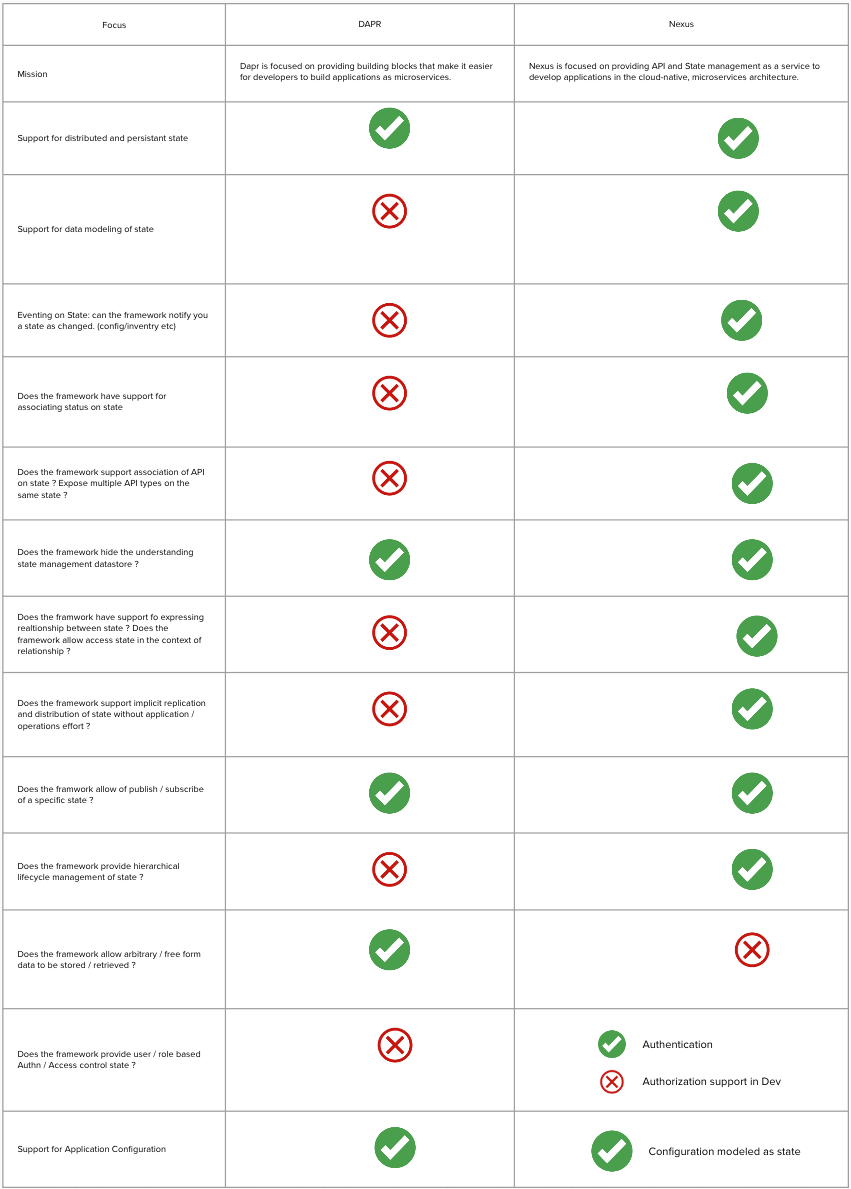 Focus
DAPR
Nexus
Mission
Dapr is focused on providing building blocks that make it easier
for developers to build applications as microservices.
Nexus is focused on providing API and State management as a service to
develop applications in the cloud-native, microservices architecture.
Support for distributed and persistant state
Support for data modeling of state
Eventing on State: can the framework notify you
a state as changed. (config/inventry etc)
Does the framework have support for
associating status on state
Does the framework support association of API
on state ? Expose multiple API types on the
same state ?
Does the framework hide the understanding
state management datastore ?
Does the framwork have support fo expressing
realtionship between state ? Does the
framework allow access state in the context of
relationship ?
Does the framework support implicit replication
and distribution of state without application /
operations effort ?
Does the framwork allow of publish / subscribe
of a specific state ?
Does the framework provide hierarchical
lifecycle management of state ?
Does the framework allow arbitrary / free form
data to be stored / retrieved ?
Does the framework provide user / role based
Authn / Access control state ?
Authentication
Authorization support in Dev
Support for Application Configuration
Configuration modeled as state